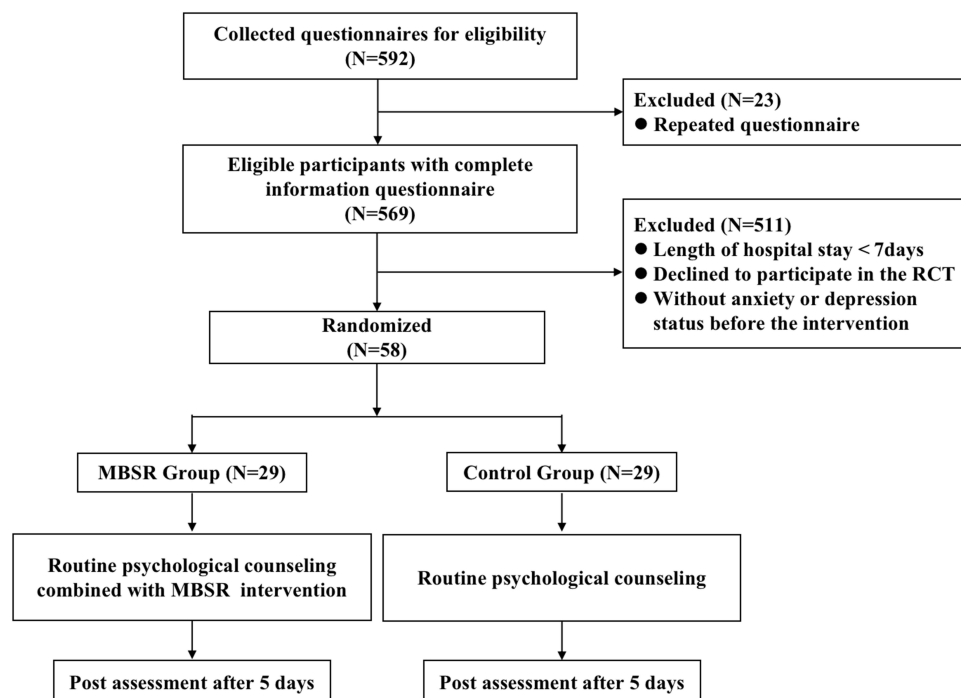 Collected questionnaires for eligibility
(N=592)
Excluded (N=23)
● Repeated questionnaire
Eligible participants with complete
information questionnaire
(N=569)
Excluded (N=511)
● Length of hospital stay < 7days
● Declined to participate in the RCT
● Without anxiety or depression
status before the intervention
Randomized
(N=58)
MBSR Group (N=29)
Control Group (N=29)
Routine psychological counseling
combined with MBSR intervention
Routine psychological counseling
Post assessment after 5 days
Post assessment after 5 days